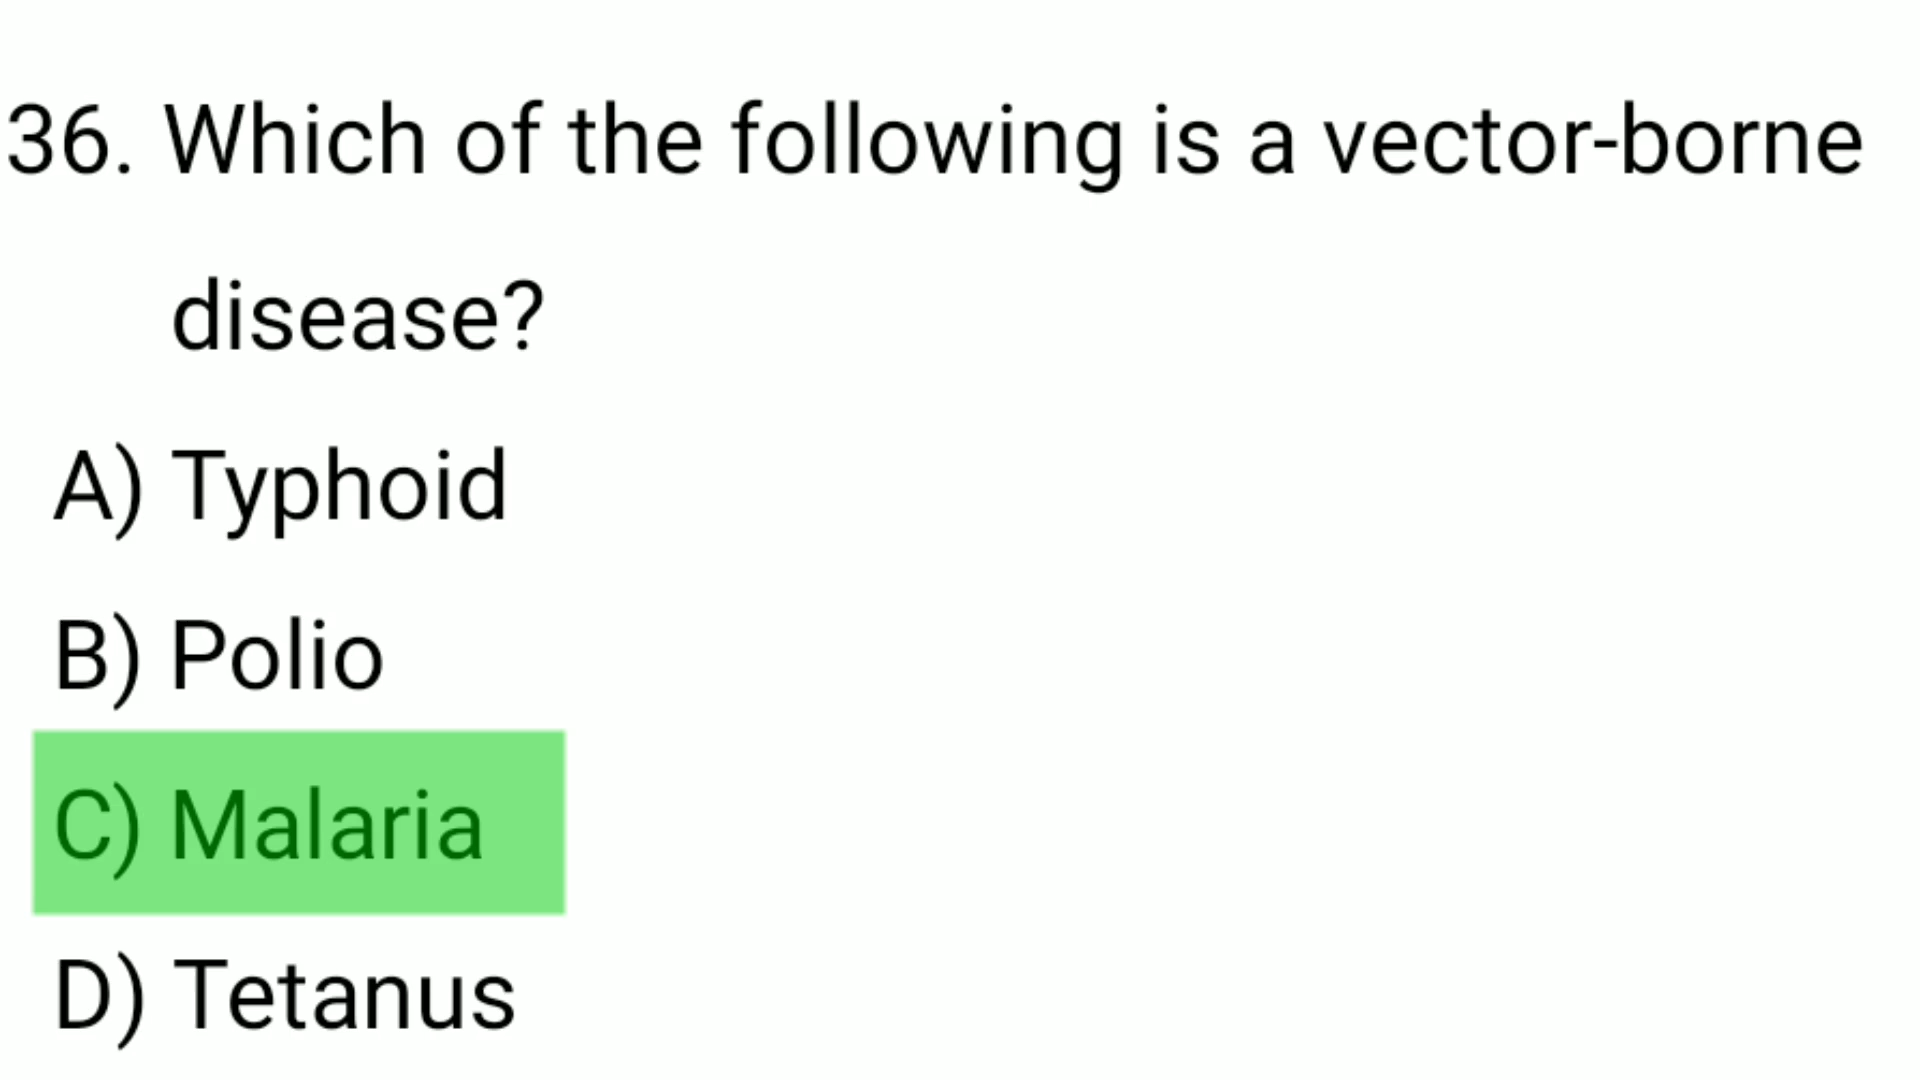 36. Which of the following is a vector-borne
disease?
A) Typhoid
B) Polio
C) Malaria
D) Tetanus